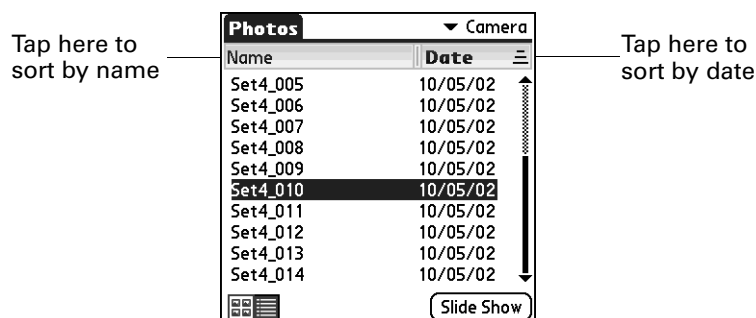 Tap here to
sort by name
Photos
Camera
Name Date
Set4_005 10/05/02
Set4_006 10/05/02
Set4_007 10/05/02
Set4_008 10/05/02
Set4_009 10/05/02
Set4_010 10/05/02
Set4_011 10/05/02
Set4_012 10/05/02
Set4_013 10/05/02
Set4_014 10/05/02
Slide Show
Tap here to
sort by date